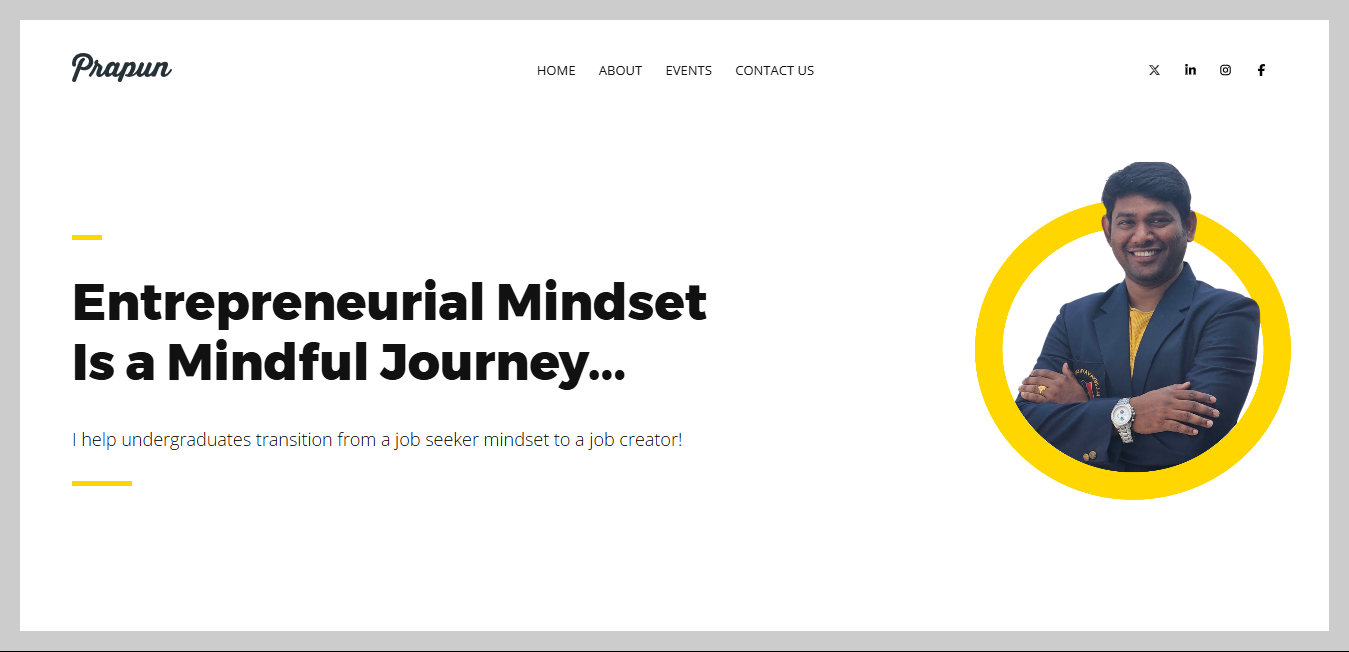 Prapun
HOME ABOUT EVENTS CONTACT US
Entrepreneurial Mindset
Is a Mindful Journey...
I help undergraduates transition from a job seeker mindset to a job creator!